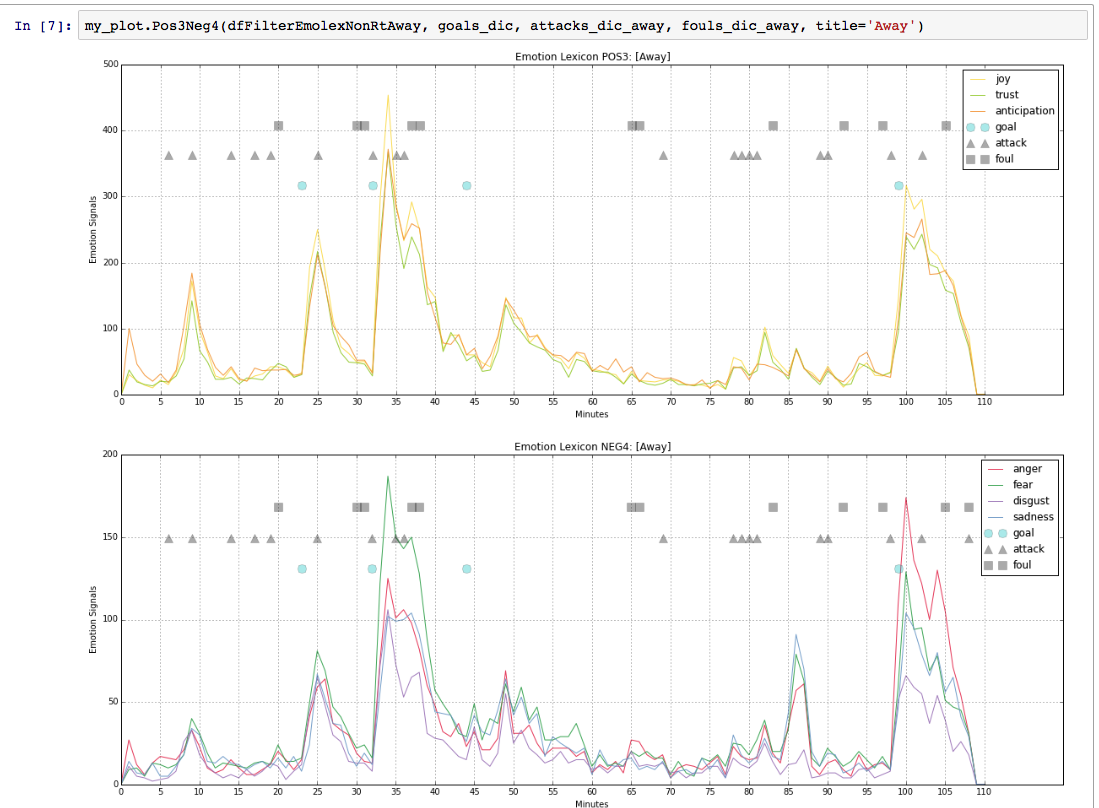 In [7]: my_plot.Pos3Neg4(dfFilterEmolexNonRtAway, goals_dic, attacks_dic_away, fouls_dic_away, title='Away')
Emotion Lexicon POS3: [Away]
500
400
300
200
100
0
Emotion Signals
joy
trust
anticipation
goal
attack
foul
0 5 10 15 20 25 30 35 40 45 50 55 60 65 70 75 80 85 90 95 100 105 110
Minutes
Emotion Lexicon NEG4: [Away]
200
150
100
50
0
Emotion Signals
anger
fear
disgust
sadness
goal
attack
foul
0 5 10 15 20 25 30 35 40 45 50 55 60 65 70 75 80 85 90 95 100 105 110
Minutes